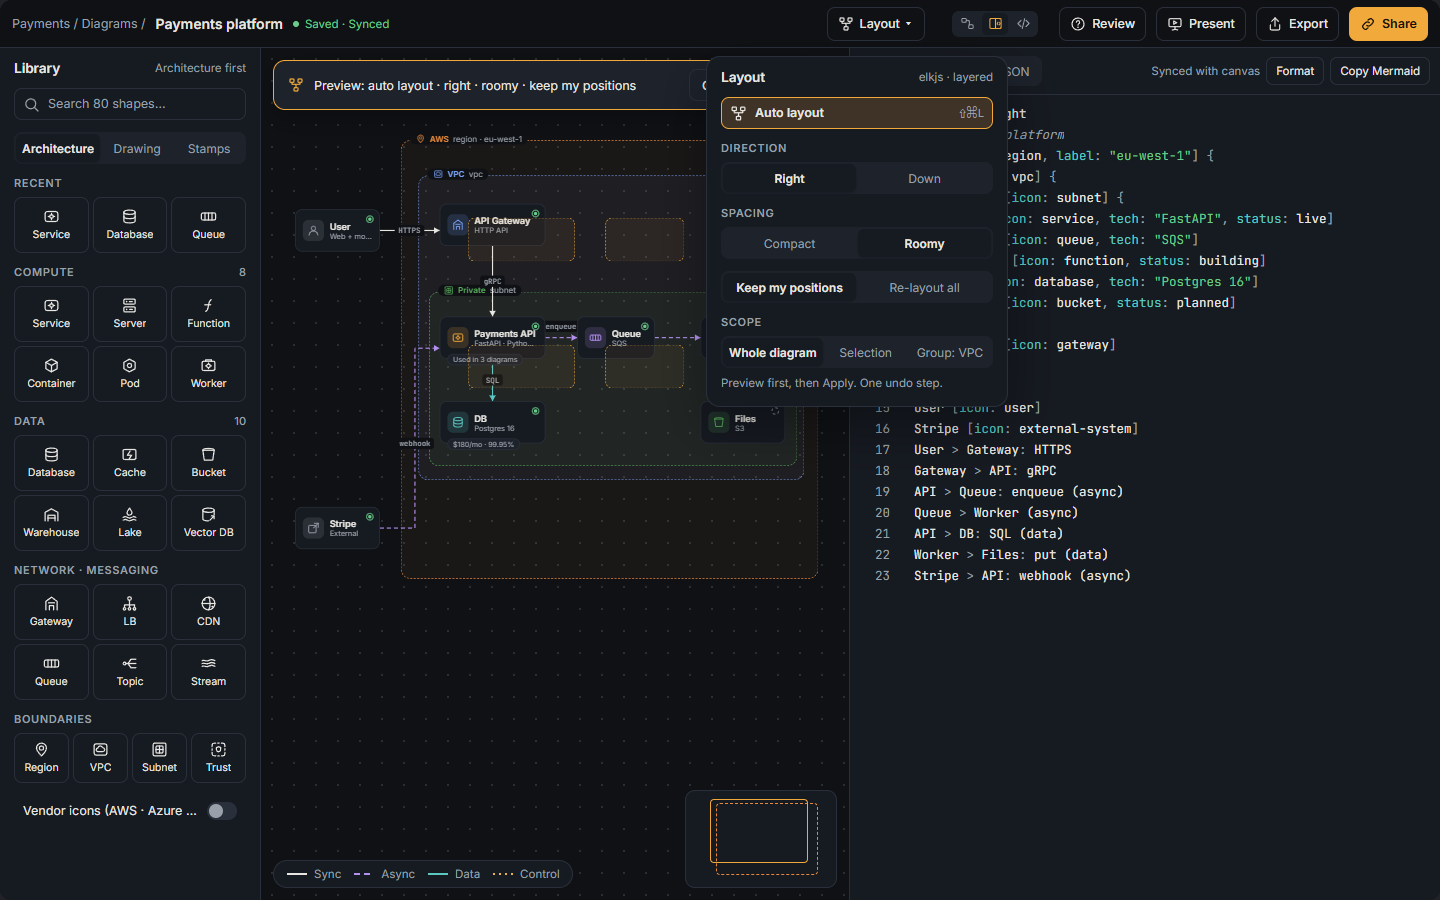 Payments / Diagrams / Payments platform Saved · Synced
Layout
Review
Present
Export
Share
Library
Architecture first
Search 80 shapes...
Architecture
Drawing
Stamps
RECENT
Service
Database
Queue
COMPUTE 8
Service
Server
Function
Container
Pod
Worker
DATA 10
Database
Cache
Bucket
Warehouse
Lake
Vector DB
NETWORK · MESSAGING
Gateway
LB
CDN
Queue
Topic
Stream
BOUNDARIES
Region
VPC
Subnet
Trust
Vendor icons (AWS · Azure ...
Preview: auto layout · right · roomy · keep my positions
AWS region · eu-west-1
VPC vpc
User
Web + mo...
HTTPS
API Gateway
HTTP API
gRPC
Private subnet
Payments API
FastAPI · Pytho...
Used in 3 diagrams
enqueue
Queue
SQS
SQL
DB
Postgres 16
$180/mo · 99.95%
Files
S3
webhook
Stripe
External
Sync
Async
Data
Control
Layout
elkjs · layered
Auto layout ⇧⌘L
DIRECTION
Right
Down
SPACING
Compact
Roomy
Keep my positions
Re-layout all
SCOPE
Whole diagram
Selection
Group: VPC
Preview first, then Apply. One undo step.
SON
Synced with canvas
Format
Copy Mermaid
ght
platform
egion, label: "eu-west-1"] {
vpc] {
[icon: subnet] {
con: service, tech: "FastAPI", status: live]
[icon: queue, tech: "SQS"]
[icon: function, status: building]
on: database, tech: "Postgres 16"]
[icon: bucket, status: planned]
[icon: gateway]
15 User [icon: user]
16 Stripe [icon: external-system]
17 User > Gateway: HTTPS
18 Gateway > API: gRPC
19 API > Queue: enqueue (async)
20 Queue > Worker (async)
21 API > DB: SQL (data)
22 Worker > Files: put (data)
23 Stripe > API: webhook (async)